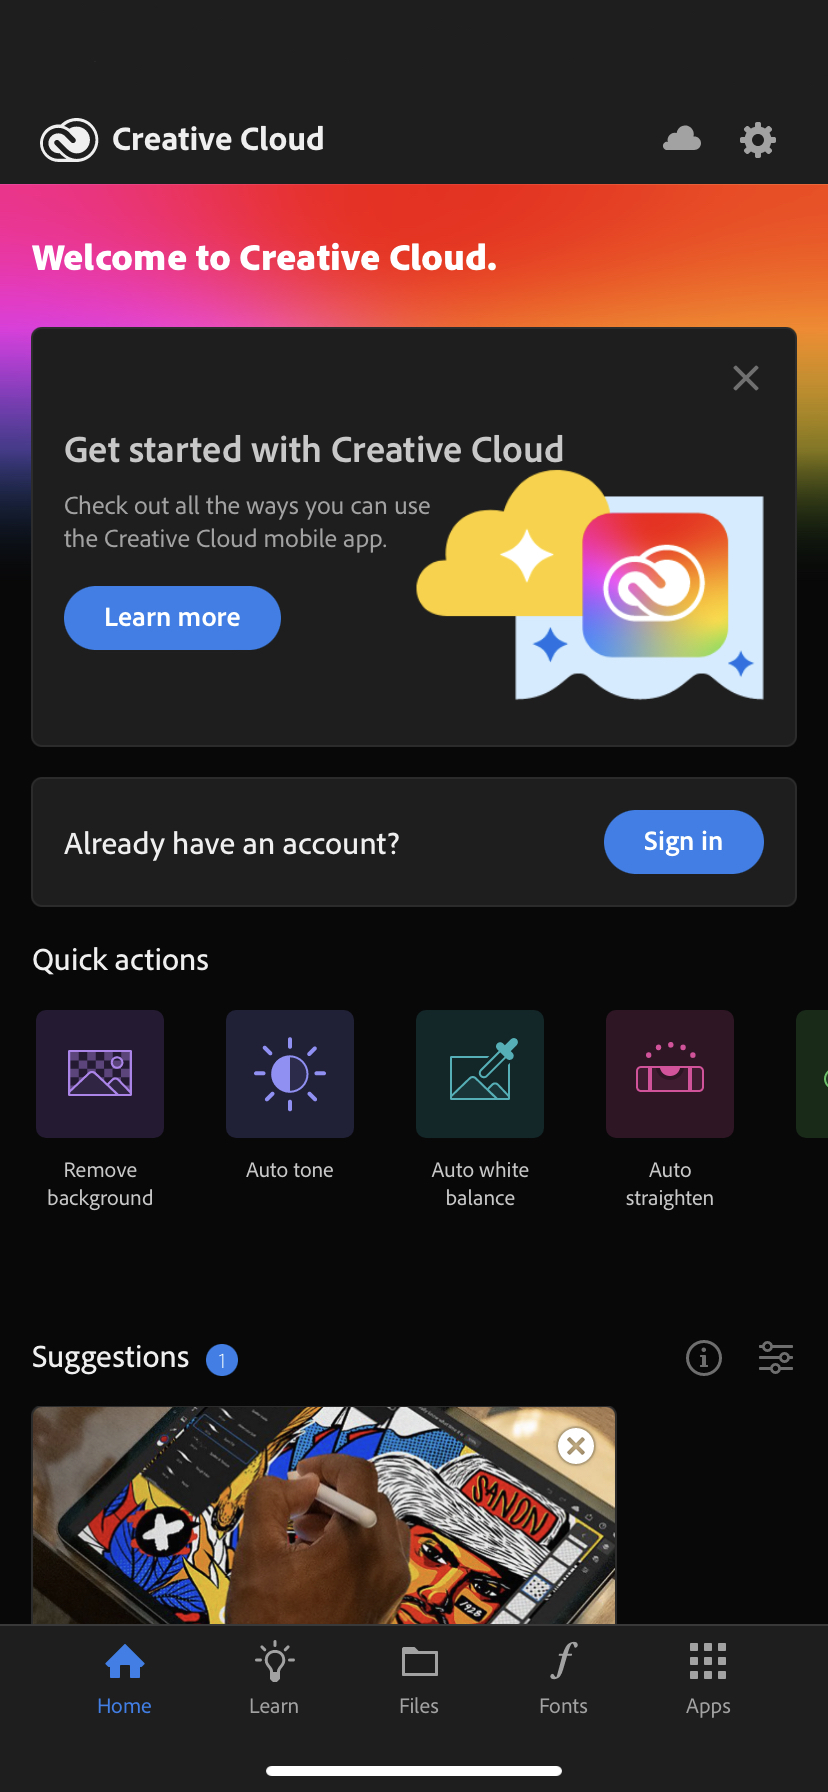 Creative Cloud
Welcome to Creative Cloud.
Get started with Creative Cloud
Check out all the ways you can use
the Creative Cloud mobile app.
Learn more
Already have an account?
Sign in
Quick actions
Remove
background
Auto tone
Auto white
balance
Auto
straighten
Suggestions 1
SANON
1928
Home
Learn
Files
Fonts
Apps